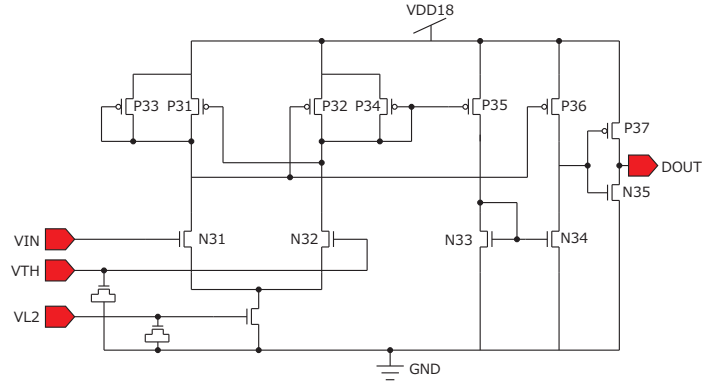 VDD18
P33
P31
P32
P34
P35
P36
P37
DOUT
N35
VIN
N31
N32
N33
N34
VTH
VL2
GND